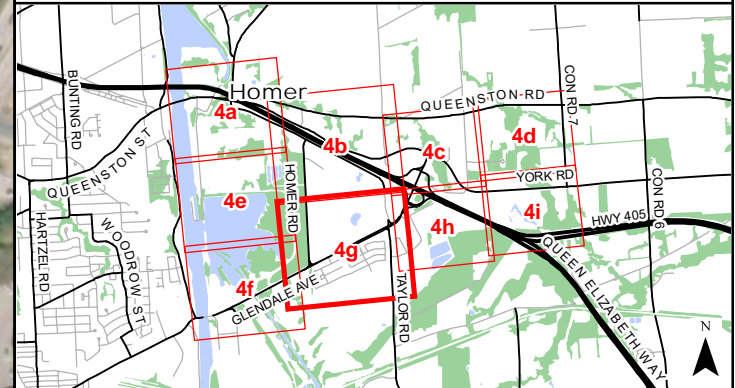 Homer
4a
BUNTING RD
QUEENSTON RD
CON RD 7
4b
4c
4d
QUEENSTON ST
HOMER RD
YORK RD
CON RD 6
4e
HARTZEL RD
WOODROW ST
4g
4h
4i
HWY 405
4f
GLENDALE AVE
TAYLOR RD
QUEEN ELIZABETH WAY
N